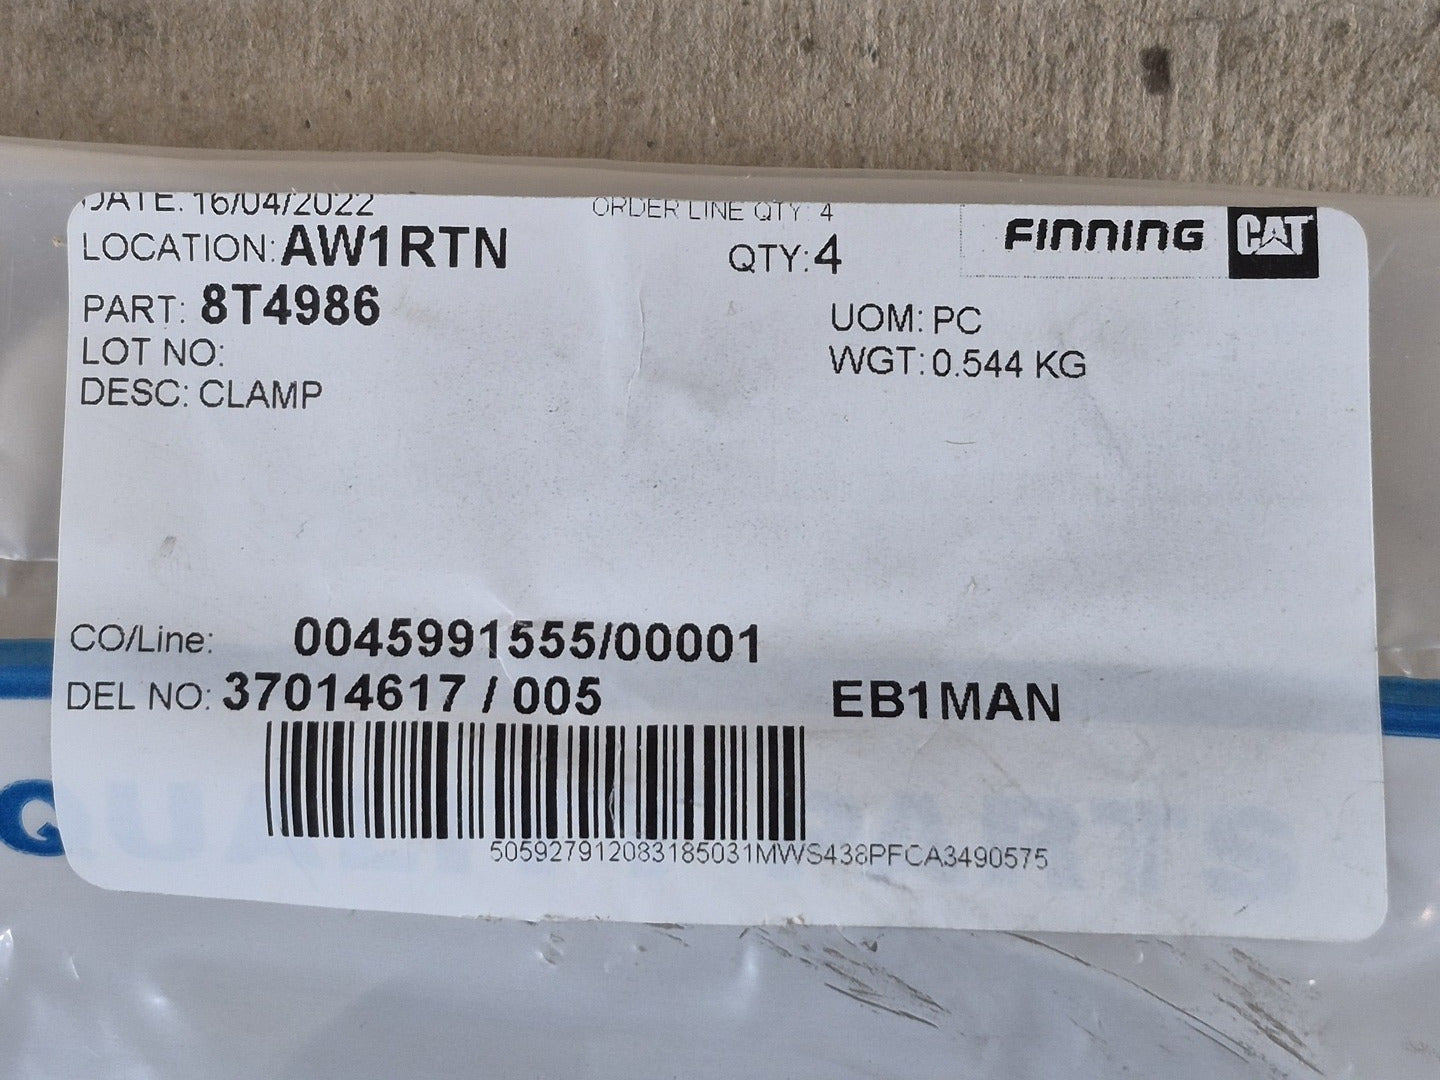 DATE: 16/04/2022
ORDER LINE QTY: 4
FINNING CAT
LOCATION: AW1RTN
QTY: 4
PART: 8T4986
UOM: PC
LOT NO:
WGT: 0.544 KG
DESC: CLAMP
CO/Line: 0045991555/00001
DEL NO: 37014617 / 005
EB1MAN
505927912083185031MWS438PFCA3490575